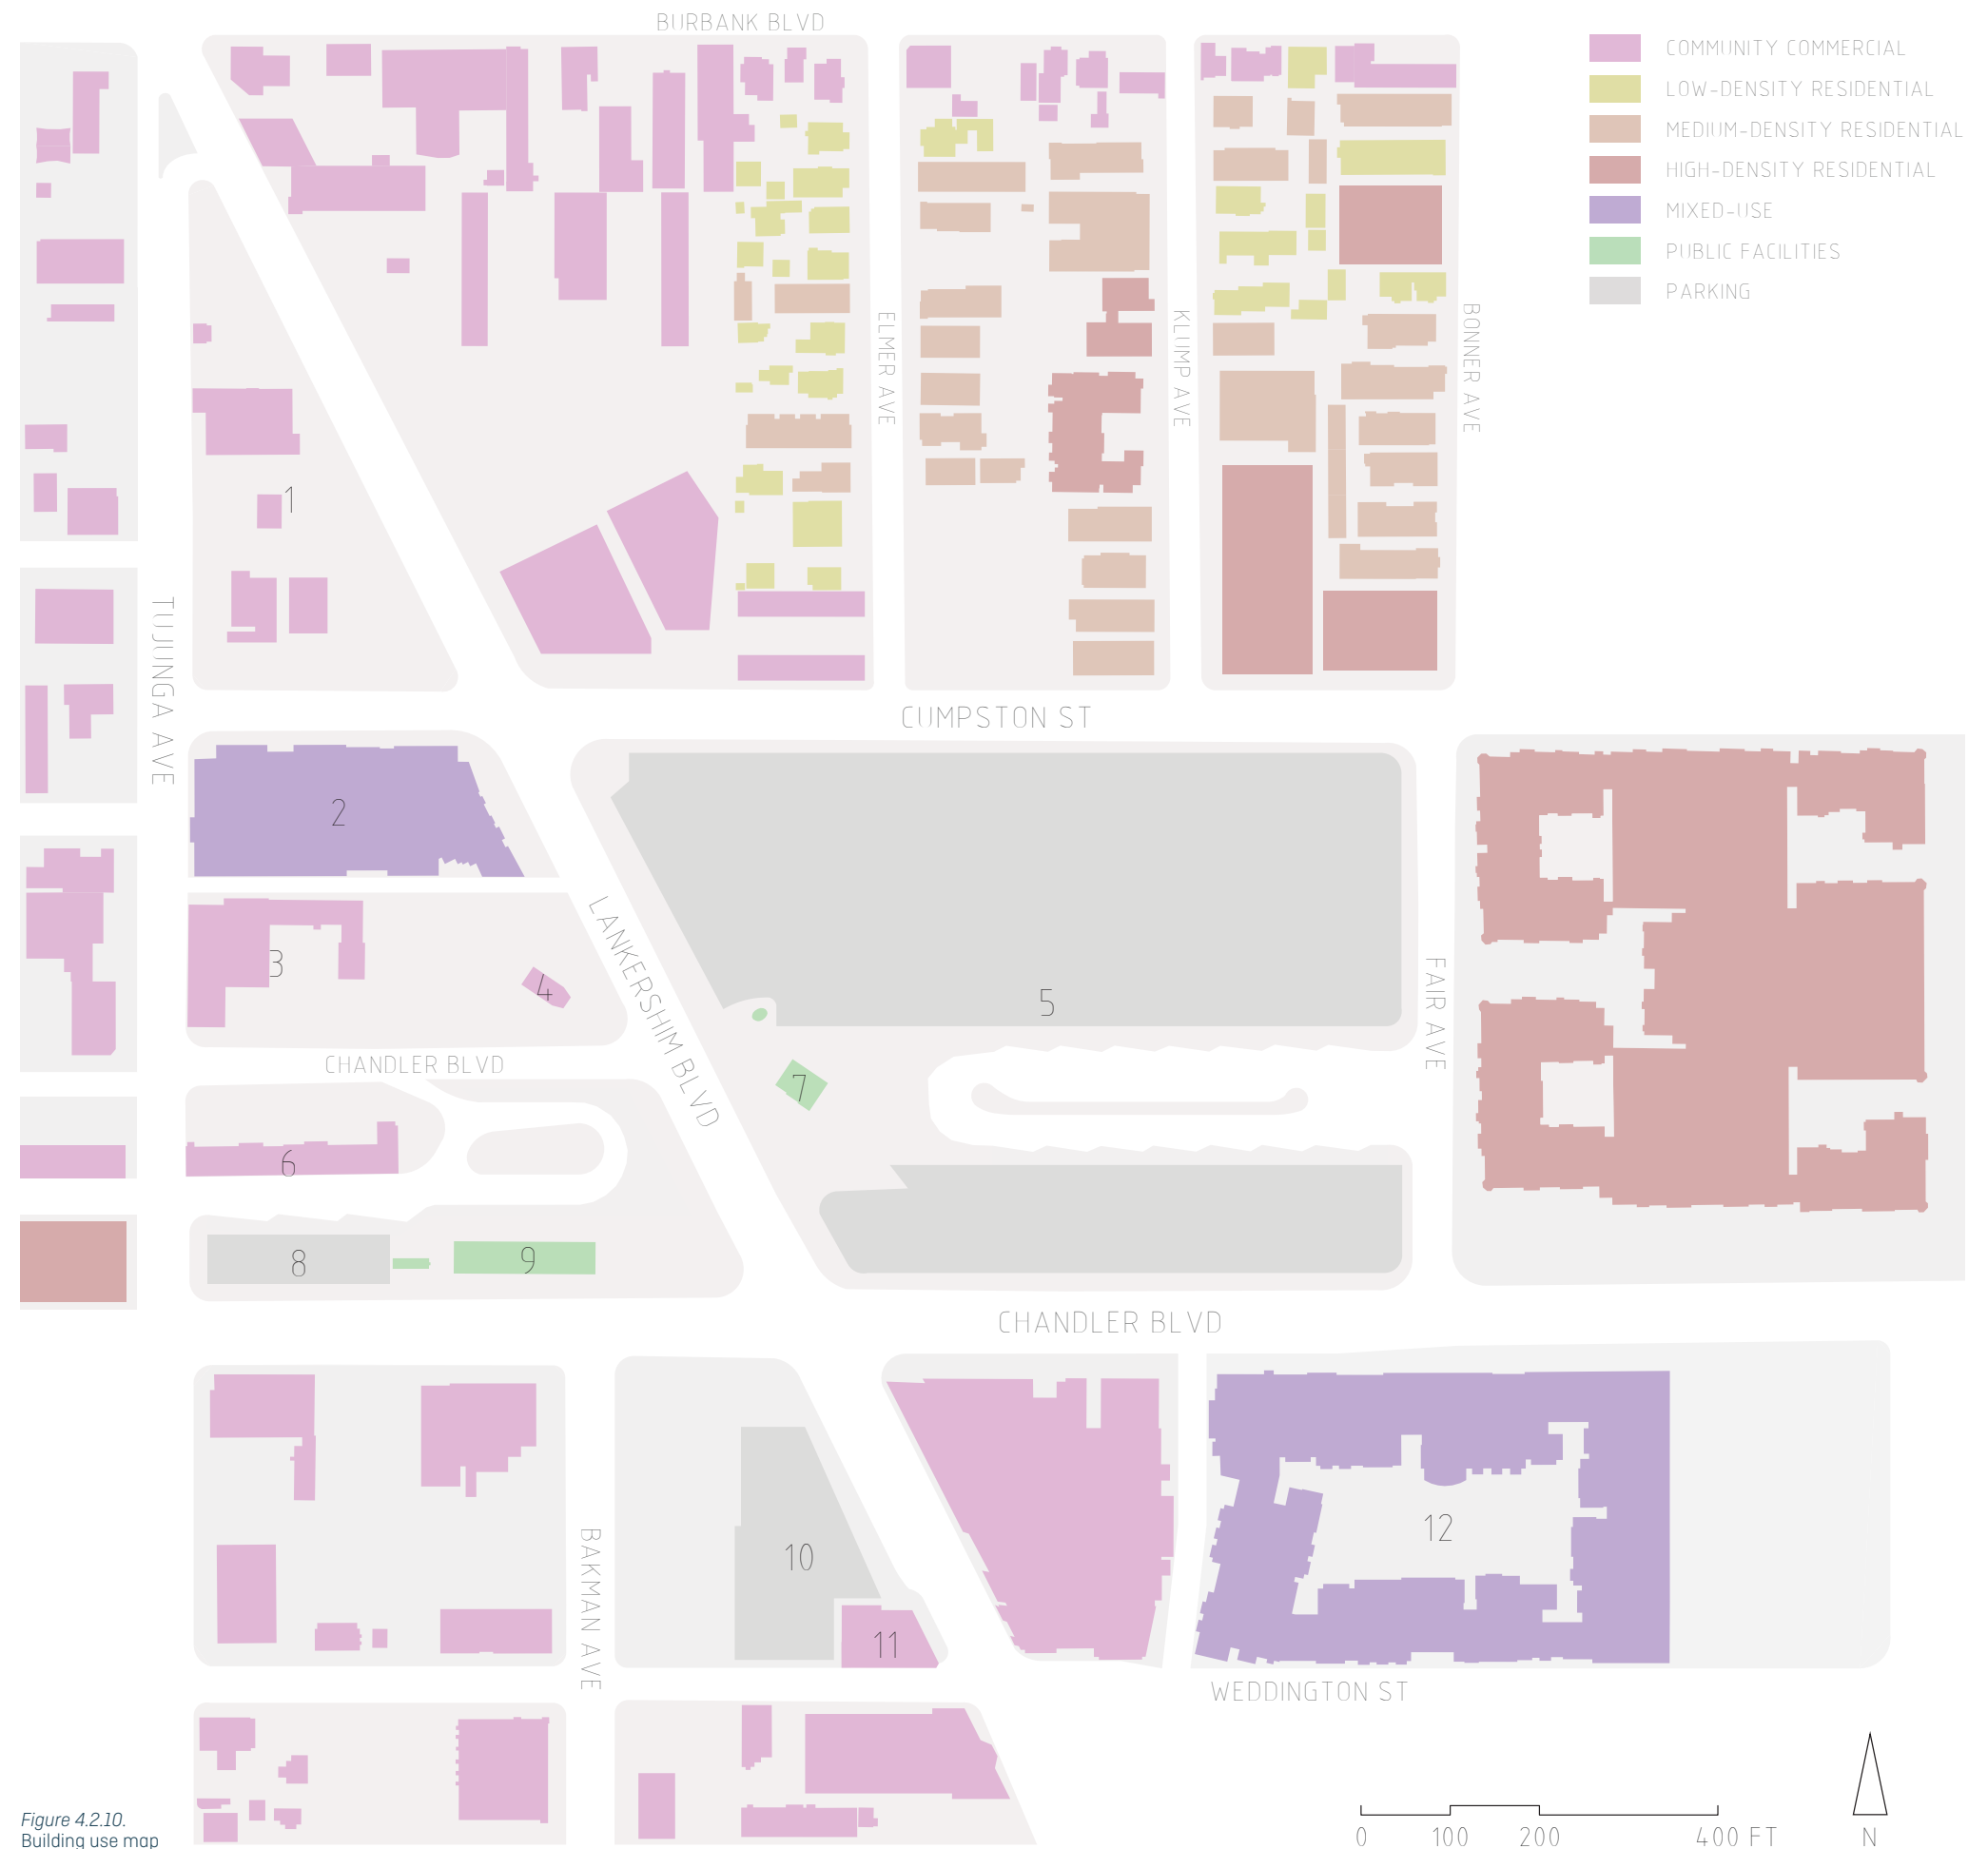 BURBANK BLVD
COMMUNITY COMMERCIAL
LOW-DENSITY RESIDENTIAL
MEDIUM-DENSITY RESIDENTIAL
HIGH-DENSITY RESIDENTIAL
MIXED-USE
PUBLIC FACILITIES
PARKING
ELMER AVE
KLUMP AVE
BONNER AVE
1
TUJUNGA AVE
CUMPSTON ST
2
LANKERSHIM BLVD
3
4
5
FAIR AVE
CHANDLER BLVD
7
6
8
9
CHANDLER BLVD
BAKMAN AVE
10
11
12
WEDDINGTON ST
0 100 200 400 FT
N
Figure 4.2.10.
Building use map